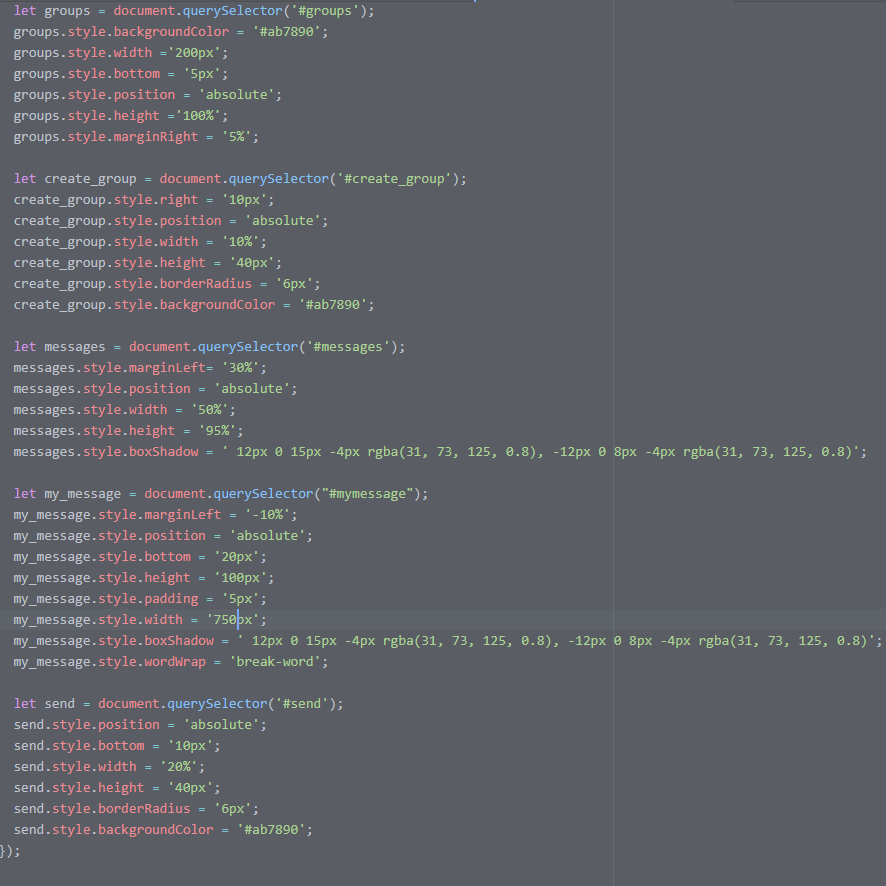 let groups = document.querySelector('#groups');
groups.style.backgroundColor = '#ab7890';
groups.style.width ='200px';
groups.style.bottom = '5px';
groups.style.position = 'absolute';
groups.style.height ='100%';
groups.style.marginRight = '5%';

let create_group = document.querySelector('#create_group');
create_group.style.right = '10px';
create_group.style.position = 'absolute';
create_group.style.width = '10%';
create_group.style.height = '40px';
create_group.style.borderRadius = '6px';
create_group.style.backgroundColor = '#ab7890';

let messages = document.querySelector('#messages');
messages.style.marginLeft= '30%';
messages.style.position = 'absolute';
messages.style.width = '50%';
messages.style.height = '95%';
messages.style.boxShadow = ' 12px 0 15px -4px rgba(31, 73, 125, 0.8), -12px 0 8px -4px rgba(31, 73, 125, 0.8)';

let my_message = document.querySelector("#mymessage");
my_message.style.marginLeft = '-10%';
my_message.style.position = 'absolute';
my_message.style.bottom = '20px';
my_message.style.height = '100px';
my_message.style.padding = '5px';
my_message.style.width = '750px';
my_message.style.boxShadow = ' 12px 0 15px -4px rgba(31, 73, 125, 0.8), -12px 0 8px -4px rgba(31, 73, 125, 0.8)';
my_message.style.wordWrap = 'break-word';

let send = document.querySelector('#send');
send.style.position = 'absolute';
send.style.bottom = '10px';
send.style.width = '20%';
send.style.height = '40px';
send.style.borderRadius = '6px';
send.style.backgroundColor = '#ab7890';
});